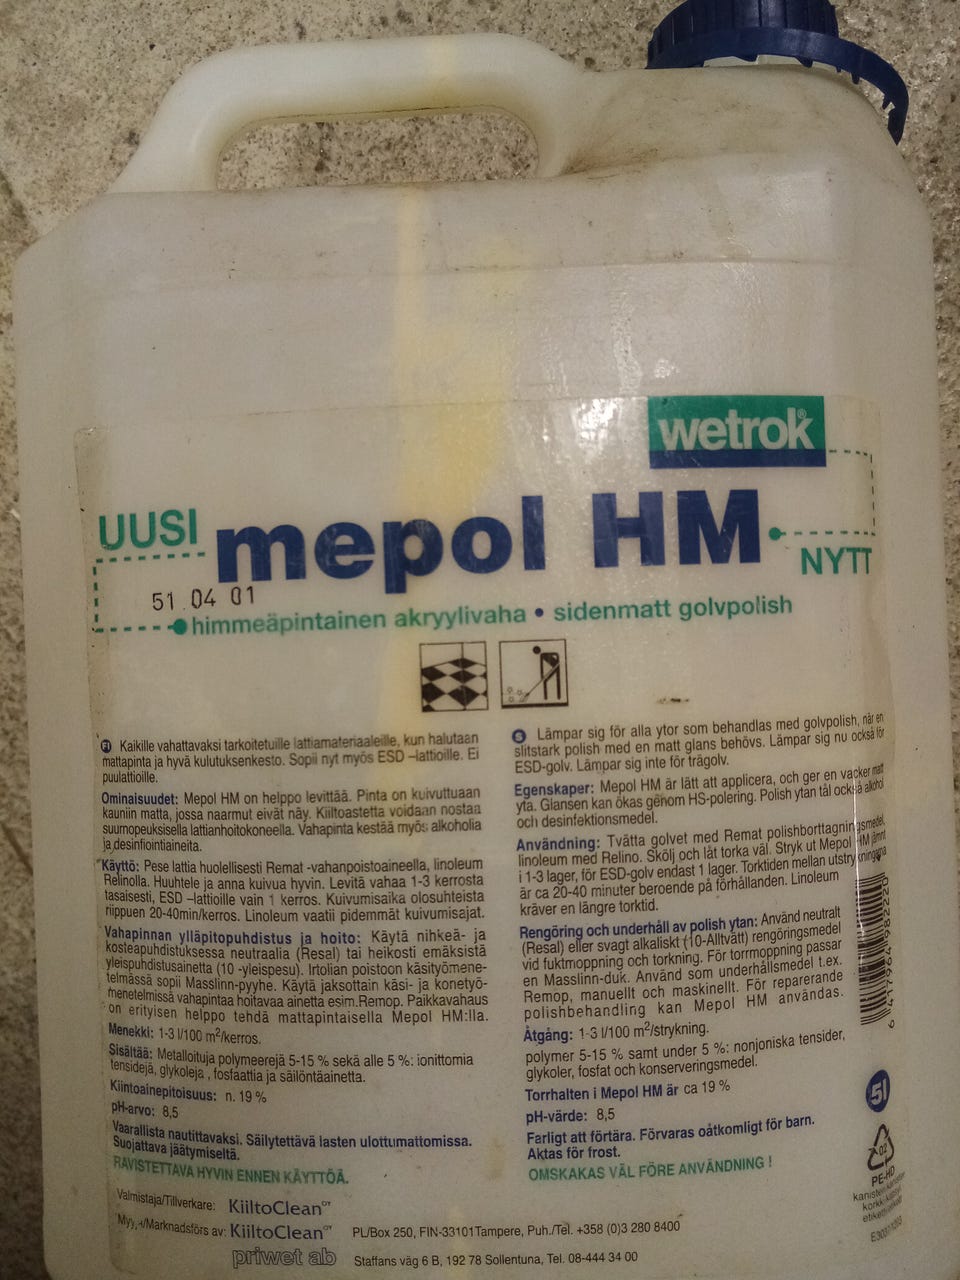 wetrok®
UUSI mepol HM NYTT
51 04 01
himmeäpintainen akryylivaha • sidenmatt golvpolish
FI Kaikille vahattavaksi tarkoitetuille lattiamateriaaleille, kun halutaan
mattapinta ja hyvä kulutuksenkesto. Sopii nyt myös ESD –lattioille. Ei
puulattioille.
Ominaisuudet: Mepol HM on helppo levittää. Pinta on kuivuttuaan
kauniin matta, jossa naarmut eivät näy. Kiiltoastetta voidaan nostaa
suurnopeuksisella lattianhoitokoneella. Vahapinta kestää myös alkoholia
ja desinfiointiaineita.
Käyttö: Pese lattia huolellisesti Remat -vahanpoistoaineella, linoleum
Relinolla. Huuhtele ja anna kuivua hyvin. Levitä vahaa 1-3 kerrosta
tasaisesti, ESD –lattioille vain 1 kerros. Kuivumisaika olosuhteista
riippuen 20-40min/kerros. Linoleum vaatii pidemmät kuivumisajat.
Vahapinnan ylläpitopuhdistus ja hoito: Käytä nihkeä- ja
kosteapuhdistuksessa neutraalia (Resal) tai heikosti emäksistä
yleispuhdistusainetta (10 -yleispesu). Irtolian poistoon käsityömene-
telmässä sopii Masslinn-pyyhe. Käytä jaksottain käsi- ja konetyö-
menetelmissä vahapintaa hoitavaa ainetta esim.Remop. Paikkavahaus
on erityisen helppo tehdä mattapintaisella Mepol HM:lla.
Menekki: 1-3 l/100 m²/kerros.
Sisältää: Metalloituja polymeerejä 5-15 % sekä alle 5 %: ionittomia
tensidejä, glykoleja , fosfaattia ja säilöntäainetta.
Kiintoainepitoisuus: n. 19 %
pH-arvo: 8,5
Vaarallista nautittavaksi. Säilytettävä lasten ulottumattomissa.
Suojattava jäätymiseltä.
RAVISTETTAVA HYVIN ENNEN KÄYTTÖÄ.
S Lämpar sig för alla ytor som behandlas med golvpolish, när en
slitstark polish med en matt glans behövs. Lämpar sig nu också för
ESD-golv. Lämpar sig inte för trägolv.
Egenskaper: Mepol HM är lätt att applicera, och ger en vacker matt
yta. Glansen kan ökas genom HS-polering. Polish ytan tål också alkohol
och desinfektionsmedel.
Användning: Tvätta golvet med Remat polishborttagningsmedel,
linoleum med Relino. Skölj och låt torka väl. Stryk ut Mepol HM jämnt
i 1-3 lager, för ESD-golv endast 1 lager. Torktiden mellan utstrykningarna
är ca 20-40 minuter beroende på förhållanden. Linoleum
kräver en längre torktid.
Rengöring och underhåll av polish ytan: Använd neutralt
(Resal) eller svagt alkaliskt (10-Alltvätt) rengöringsmedel
vid fuktmoppning och torkning. För torrmoppning passar
en Masslinn-duk. Använd som underhållsmedel t.ex.
Remop, manuellt och maskinellt. För reparerande
polishbehandling kan Mepol HM användas.
Åtgång: 1-3 l/100 m²/strykning.
polymer 5-15 % samt under 5 %: nonjoniska tensider,
glykoler, fosfat och konserveringsmedel.
Torrhalten i Mepol HM är ca 19 %
pH-värde: 8,5
Farligt att förtära. Förvaras oåtkomligt för barn.
Aktas för frost.
OMSKAKAS VÄL FÖRE ANVÄNDNING !
6 417964 982220
5l
02
PE-HD
Valmistaja/Tillverkare: KiiltoClean OY
/Marknadsförs av: KiiltoClean OY PL/Box 250, FIN-33101Tampere, Puh./Tel. +358 (0)3 280 8400
priwet ab Staffans väg 6 B, 192 78 Sollentuna, Tel. 08-444 34 00